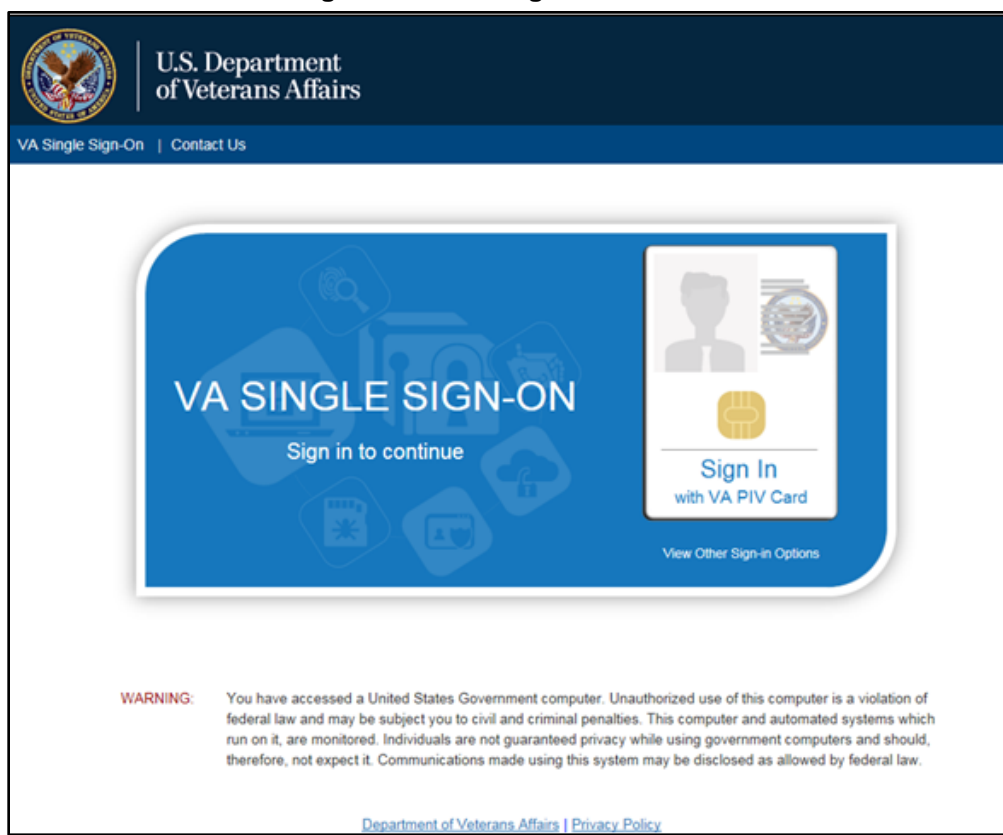 U.S. Department
of Veterans Affairs
VA Single Sign-On | Contact Us
VA SINGLE SIGN-ON
Sign in to continue
Sign In
with VA PIV Card
View Other Sign-in Options
WARNING: You have accessed a United States Government computer. Unauthorized use of this computer is a violation of
federal law and may be subject you to civil and criminal penalties. This computer and automated systems which
run on it, are monitored. Individuals are not guaranteed privacy while using government computers and should,
therefore, not expect it. Communications made using this system may be disclosed as allowed by federal law.
Department of Veterans Affairs | Privacy Policy